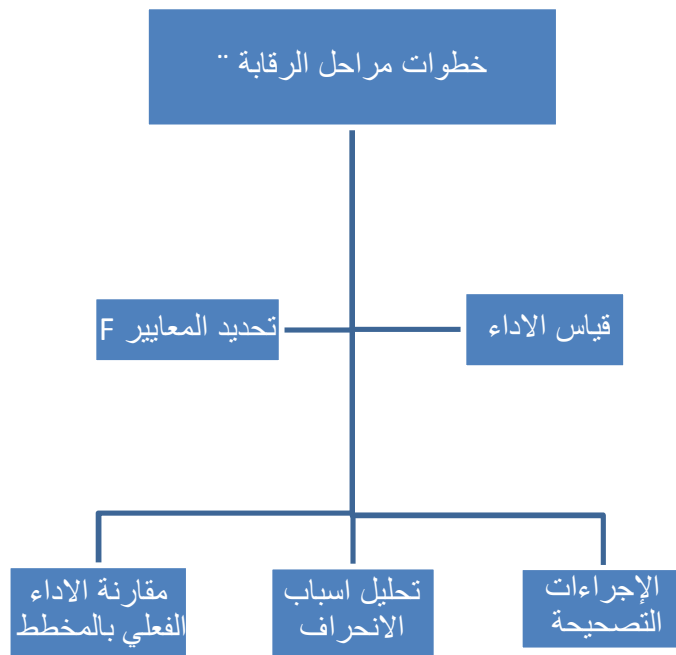 خطوات مراحل الرقابة ¨
قياس الاداء
تحديد المعايير F
الإجراءات
التصحيحة
تحليل اسباب
الانحراف
مقارنة الاداء
الفعلي بالمخطط